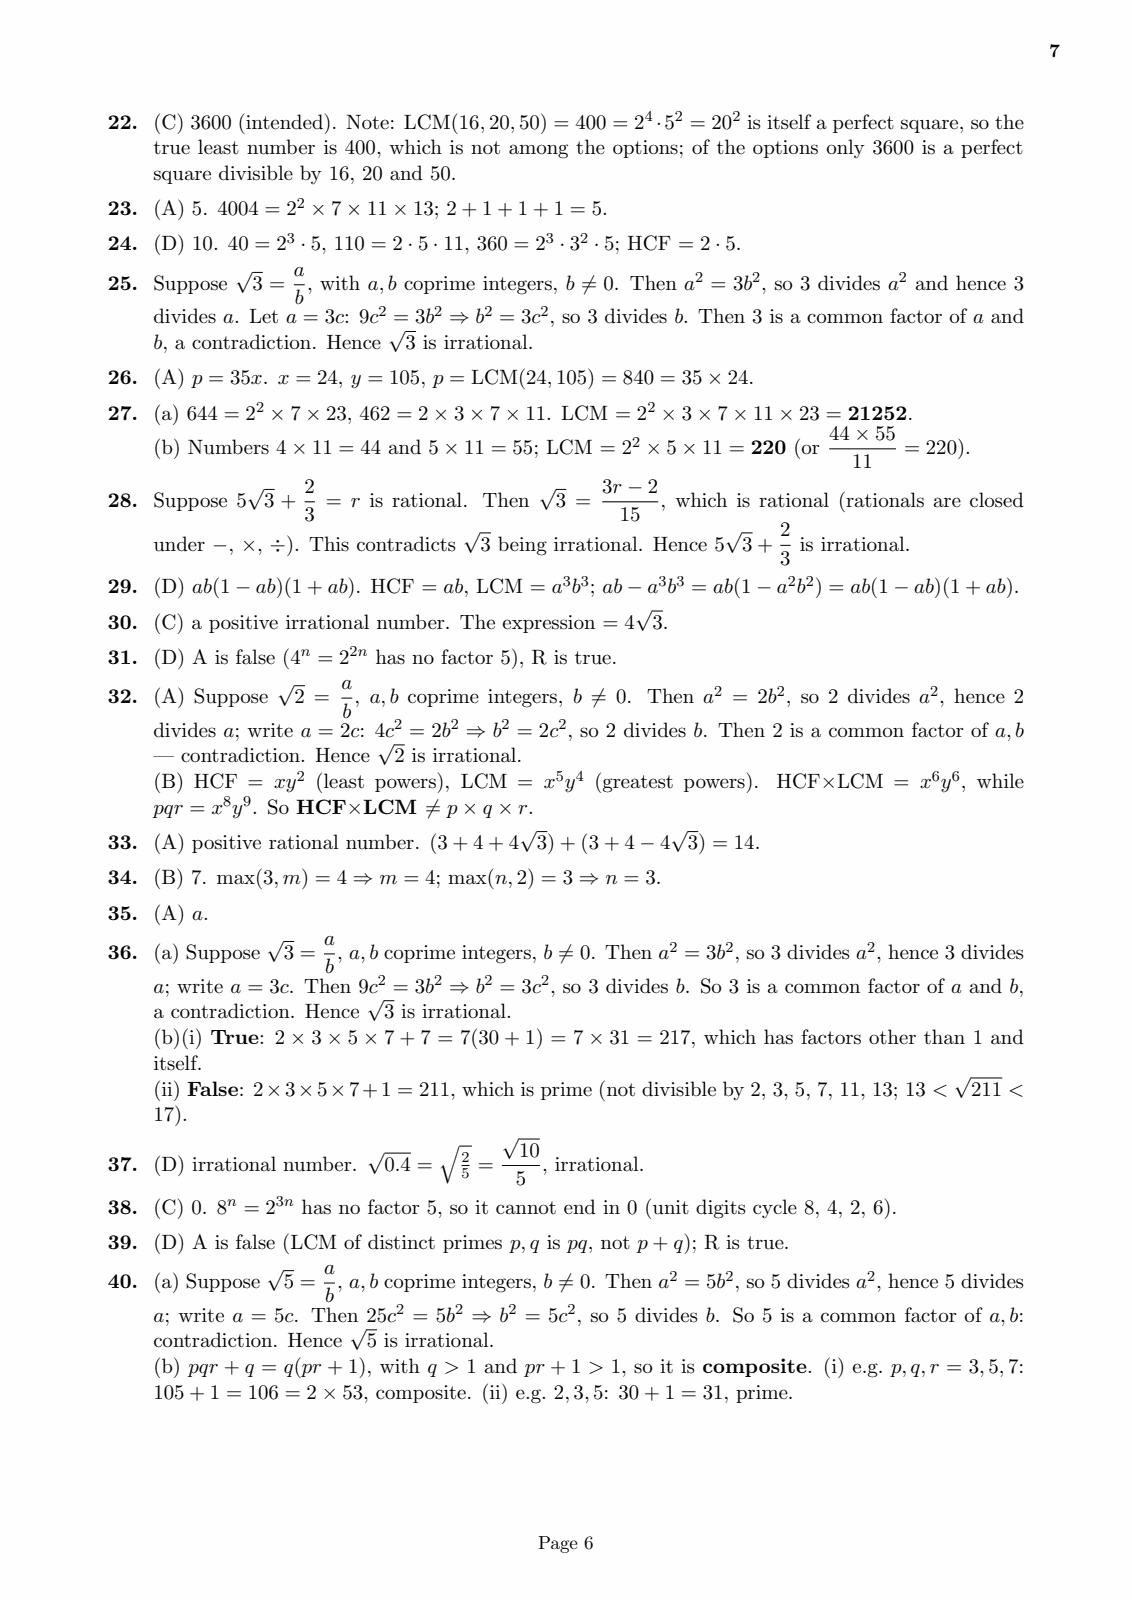 7
22. (C) 3600 (intended). Note: LCM(16, 20, 50) = 400 = 2⁴·5² = 20² is itself a perfect square, so the
true least number is 400, which is not among the options; of the options only 3600 is a perfect
square divisible by 16, 20 and 50.
23. (A) 5. 4004 = 2² × 7 × 11 × 13; 2 + 1 + 1 + 1 = 5.
24. (D) 10. 40 = 2³ · 5, 110 = 2 · 5 · 11, 360 = 2³ · 3² · 5; HCF = 2 · 5.
25. Suppose √3 = a/b, with a, b coprime integers, b ≠ 0. Then a² = 3b², so 3 divides a² and hence 3
divides a. Let a = 3c: 9c² = 3b² ⇒ b² = 3c², so 3 divides b. Then 3 is a common factor of a and
b, a contradiction. Hence √3 is irrational.
26. (A) p = 35x. x = 24, y = 105, p = LCM(24, 105) = 840 = 35 × 24.
27. (a) 644 = 2² × 7 × 23, 462 = 2 × 3 × 7 × 11. LCM = 2² × 3 × 7 × 11 × 23 = 21252.
(b) Numbers 4 × 11 = 44 and 5 × 11 = 55; LCM = 2² × 5 × 11 = 220 (or (44 × 55)/11 = 220).
28. Suppose 5√3 + 2/3 = r is rational. Then √3 = (3r − 2)/15, which is rational (rationals are closed
under −, ×, ÷). This contradicts √3 being irrational. Hence 5√3 + 2/3 is irrational.
29. (D) ab(1 − ab)(1 + ab). HCF = ab, LCM = a³b³; ab − a³b³ = ab(1 − a²b²) = ab(1 − ab)(1 + ab).
30. (C) a positive irrational number. The expression = 4√3.
31. (D) A is false (4ⁿ = 2²ⁿ has no factor 5), R is true.
32. (A) Suppose √2 = a/b, a, b coprime integers, b ≠ 0. Then a² = 2b², so 2 divides a², hence 2
divides a; write a = 2c: 4c² = 2b² ⇒ b² = 2c², so 2 divides b. Then 2 is a common factor of a, b
— contradiction. Hence √2 is irrational.
(B) HCF = xy² (least powers), LCM = x⁵y⁴ (greatest powers). HCF×LCM = x⁶y⁶, while
pqr = x⁸y⁹. So HCF×LCM ≠ p × q × r.
33. (A) positive rational number. (3 + 4 + 4√3) + (3 + 4 − 4√3) = 14.
34. (B) 7. max(3, m) = 4 ⇒ m = 4; max(n, 2) = 3 ⇒ n = 3.
35. (A) a.
36. (a) Suppose √3 = a/b, a, b coprime integers, b ≠ 0. Then a² = 3b², so 3 divides a², hence 3 divides
a; write a = 3c. Then 9c² = 3b² ⇒ b² = 3c², so 3 divides b. So 3 is a common factor of a and b,
a contradiction. Hence √3 is irrational.
(b)(i) True: 2 × 3 × 5 × 7 + 7 = 7(30 + 1) = 7 × 31 = 217, which has factors other than 1 and
itself.
(ii) False: 2×3×5×7+1 = 211, which is prime (not divisible by 2, 3, 5, 7, 11, 13; 13 < √211 <
17).
37. (D) irrational number. √0.4 = √(2/5) = √10/5, irrational.
38. (C) 0. 8ⁿ = 2³ⁿ has no factor 5, so it cannot end in 0 (unit digits cycle 8, 4, 2, 6).
39. (D) A is false (LCM of distinct primes p, q is pq, not p + q); R is true.
40. (a) Suppose √5 = a/b, a, b coprime integers, b ≠ 0. Then a² = 5b², so 5 divides a², hence 5 divides
a; write a = 5c. Then 25c² = 5b² ⇒ b² = 5c², so 5 divides b. So 5 is a common factor of a, b:
contradiction. Hence √5 is irrational.
(b) pqr + q = q(pr + 1), with q > 1 and pr + 1 > 1, so it is composite. (i) e.g. p, q, r = 3, 5, 7:
105 + 1 = 106 = 2 × 53, composite. (ii) e.g. 2, 3, 5: 30 + 1 = 31, prime.
Page 6